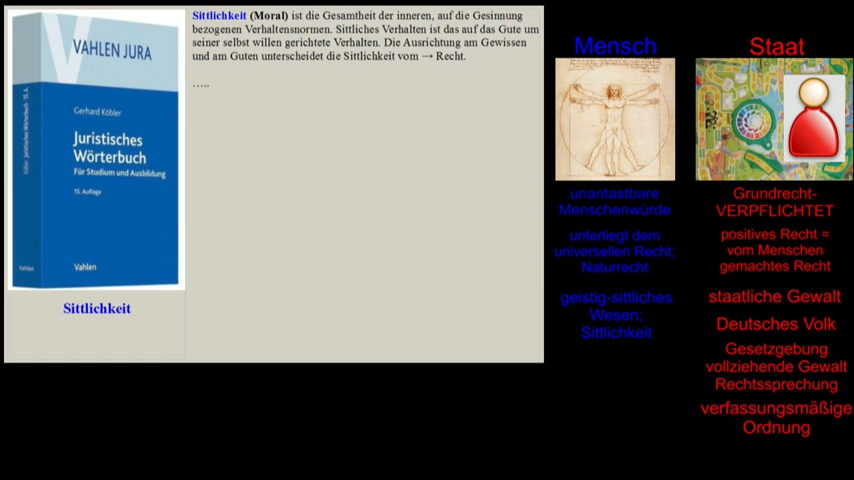 VAHLEN JURA
Gerhard Köbler
Juristisches
Wörterbuch
Für Studium und Ausbildung
15. Auflage
Vahlen
Vahlen
Sittlichkeit
Sittlichkeit (Moral) ist die Gesamtheit der inneren, auf die Gesinnung
bezogenen Verhaltensnormen. Sittliches Verhalten ist das auf das Gute um
seiner selbst willen gerichtete Verhalten. Die Ausrichtung am Gewissen
und am Guten unterscheidet die Sittlichkeit vom → Recht.
…..
Mensch
unantastbare
Menschenwürde
unterliegt dem
universellen Recht;
Naturrecht
geistig-sittliches
Wesen;
Sittlichkeit
Staat
Grundrecht-
VERPFLICHTET
positives Recht =
vom Menschen
gemachtes Recht
staatliche Gewalt
Deutsches Volk
Gesetzgebung
vollziehende Gewalt
Rechtssprechung
verfassungsmäßige
Ordnung